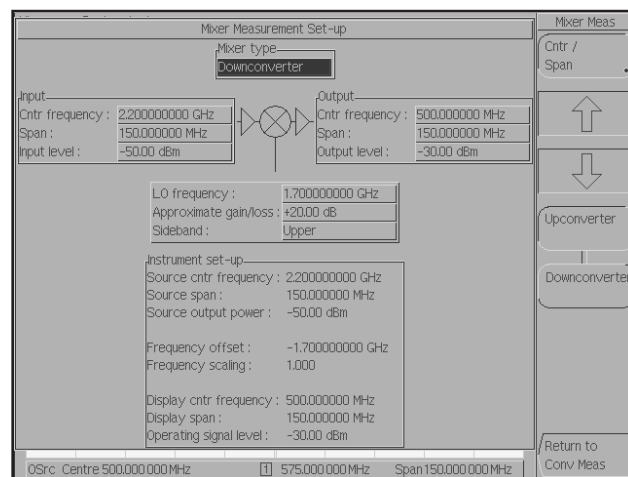 Mixer Measurement Set-up
Mixer type
Downconverter
Input
Cntr frequency : 2.200000000 GHz
Span : 150.000000 MHz
Input level : -50.00 dBm
Output
Cntr frequency : 500.000000 MHz
Span : 150.000000 MHz
Output level : -30.00 dBm
LO frequency : 1.700000000 GHz
Approximate gain/loss : +20.00 dB
Sideband : Upper
Instrument set-up
Source cntr frequency : 2.200000000 GHz
Source span : 150.000000 MHz
Source output power : -50.00 dBm
Frequency offset : -1.700000000 GHz
Frequency scaling : 1.000
Display cntr frequency : 500.000000 MHz
Display span : 150.000000 MHz
Operating signal level : -30.00 dBm
OSrc Centre 500.000 000 MHz 1 575.000 000 MHz Span 150.000 000 MHz
Mixer Meas
Cntr /
Span
Upconverter
Downconverter
Return to
Conv Meas